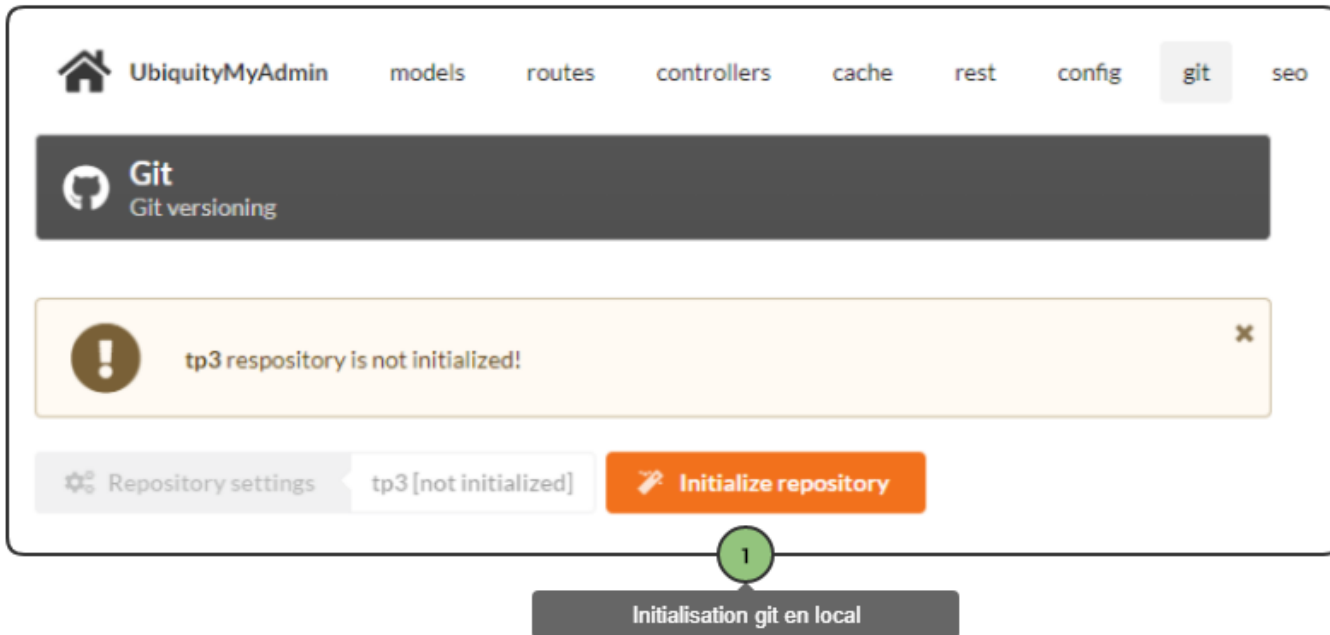 UbiquityMyAdmin models routes controllers cache rest config git seo
Git
Git versioning
tp3 respository is not initialized!
Repository settings tp3 [not initialized] Initialize repository
1
Initialisation git en local